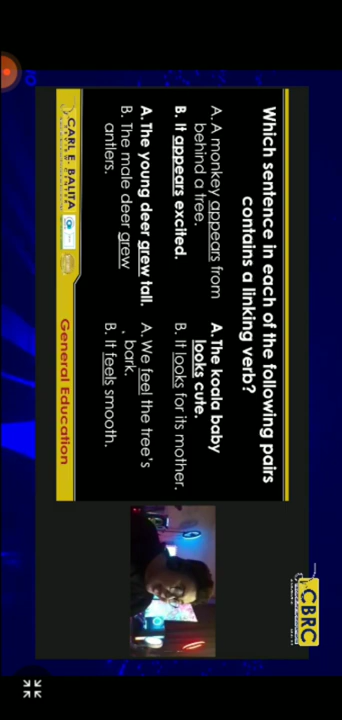 Which sentence in each of the following pairs
contains a linking verb?
A. A monkey appears from
behind a tree.
B. It appears excited.
A. The young deer grew tall.
B. The male deer grew
antlers.
A. The koala baby
looks cute.
B. It looks for its mother.
A. We feel the tree's
bark.
B. It feels smooth.
CARL E. BALITA
REVIEW CENTER
General Education
CBRC